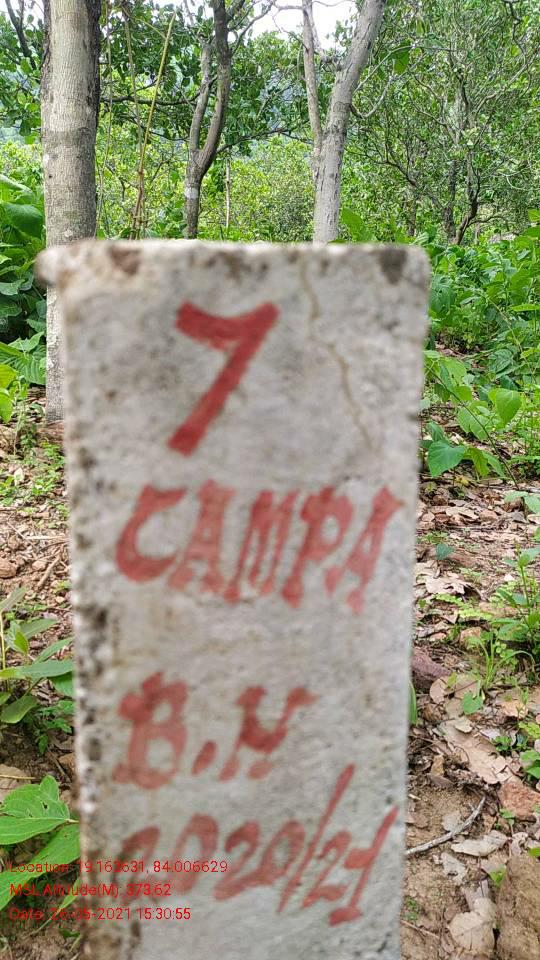 7
CAMPA
B.N
2020/21
Location: 19.163631, 84.006629
MSL Altitude(M): 373.62
Date: 26-06-2021 15:30:55